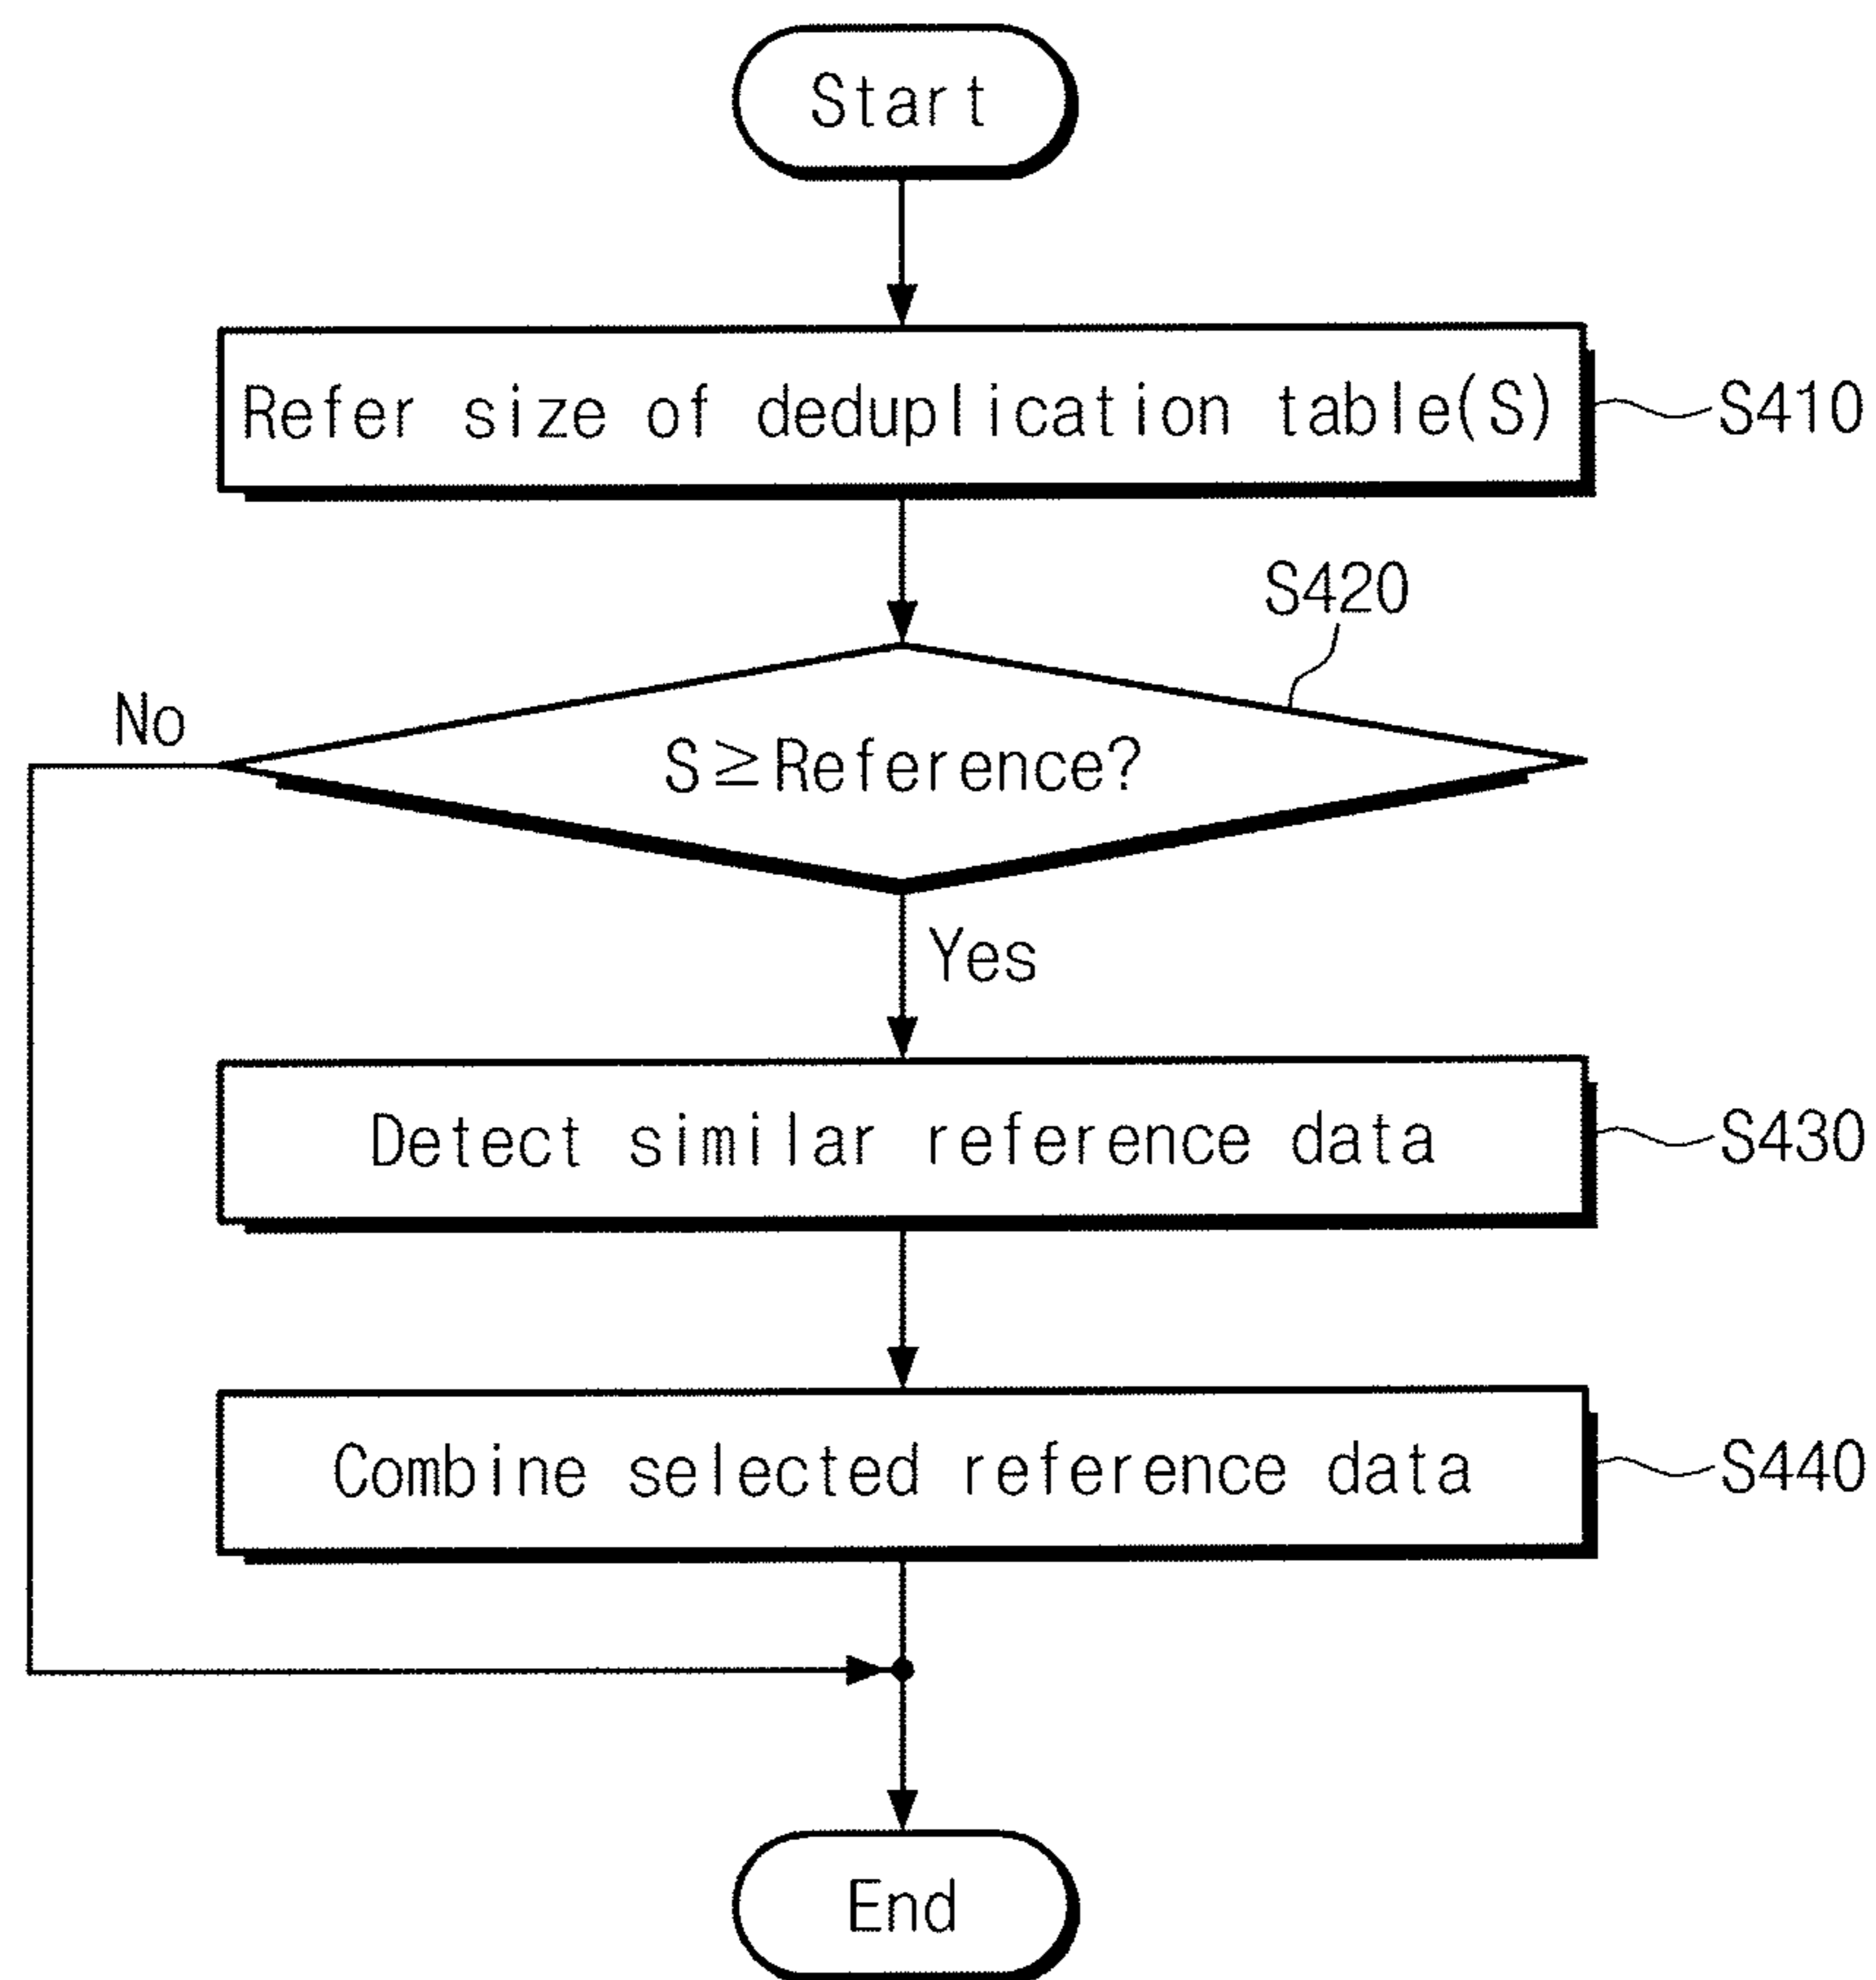 Start
Refer size of deduplication table(S)
S410
S420
No
S≥Reference?
Yes
Detect similar reference data
S430
Combine selected reference data
S440
End